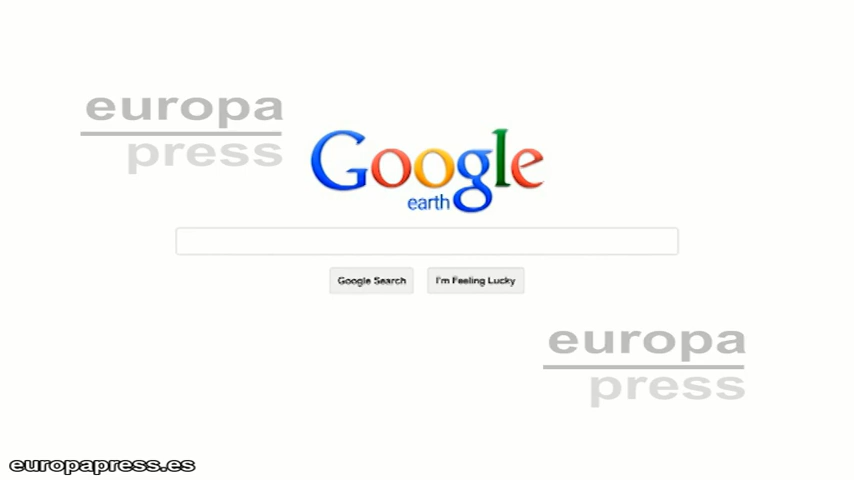 europa
press
Google
earth
Google Search
I'm Feeling Lucky
europa
press
europapress.es